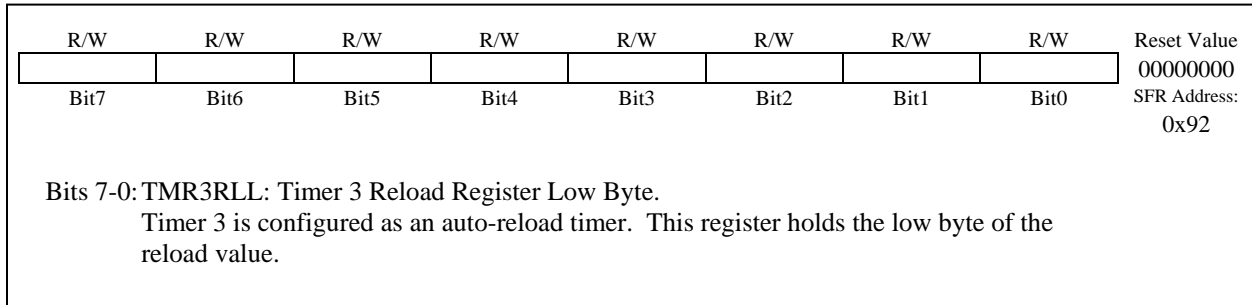 R/W R/W R/W R/W R/W R/W R/W R/W Reset Value
00000000
Bit7 Bit6 Bit5 Bit4 Bit3 Bit2 Bit1 Bit0 SFR Address:
0x92
Bits 7-0: TMR3RLL: Timer 3 Reload Register Low Byte.
Timer 3 is configured as an auto-reload timer. This register holds the low byte of the
reload value.